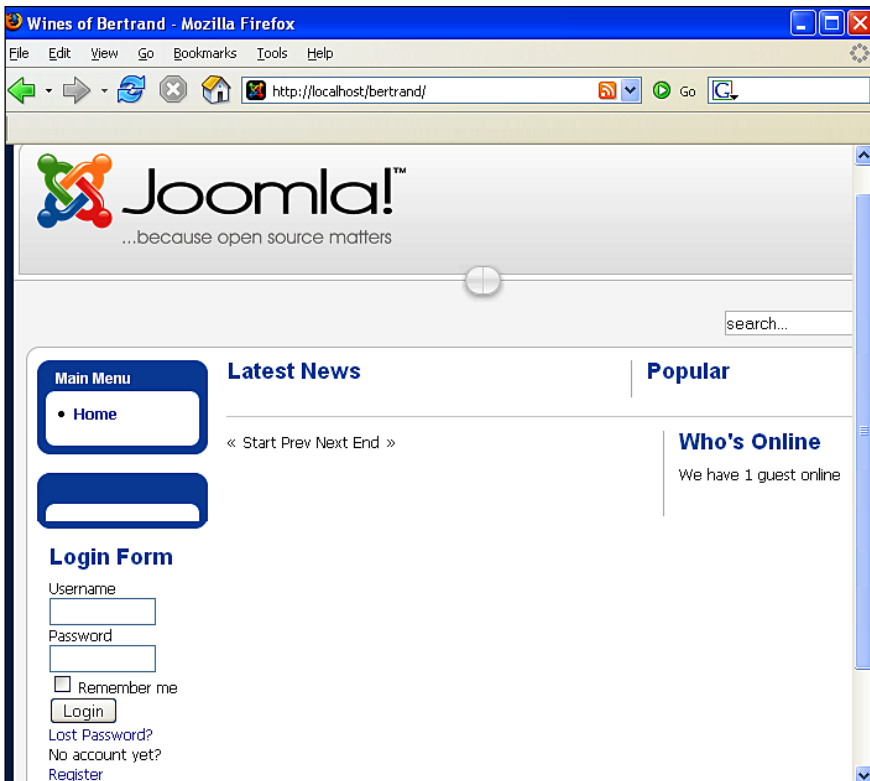 Wines of Bertrand - Mozilla Firefox
File Edit View Go Bookmarks Tools Help
http://localhost/bertrand/ Go G
Joomla!™
...because open source matters
search...
Main Menu
Home
Latest News
Popular
« Start Prev Next End »
Who's Online
We have 1 guest online
Login Form
Username
Password
Remember me
Login
Lost Password?
No account yet?
Register